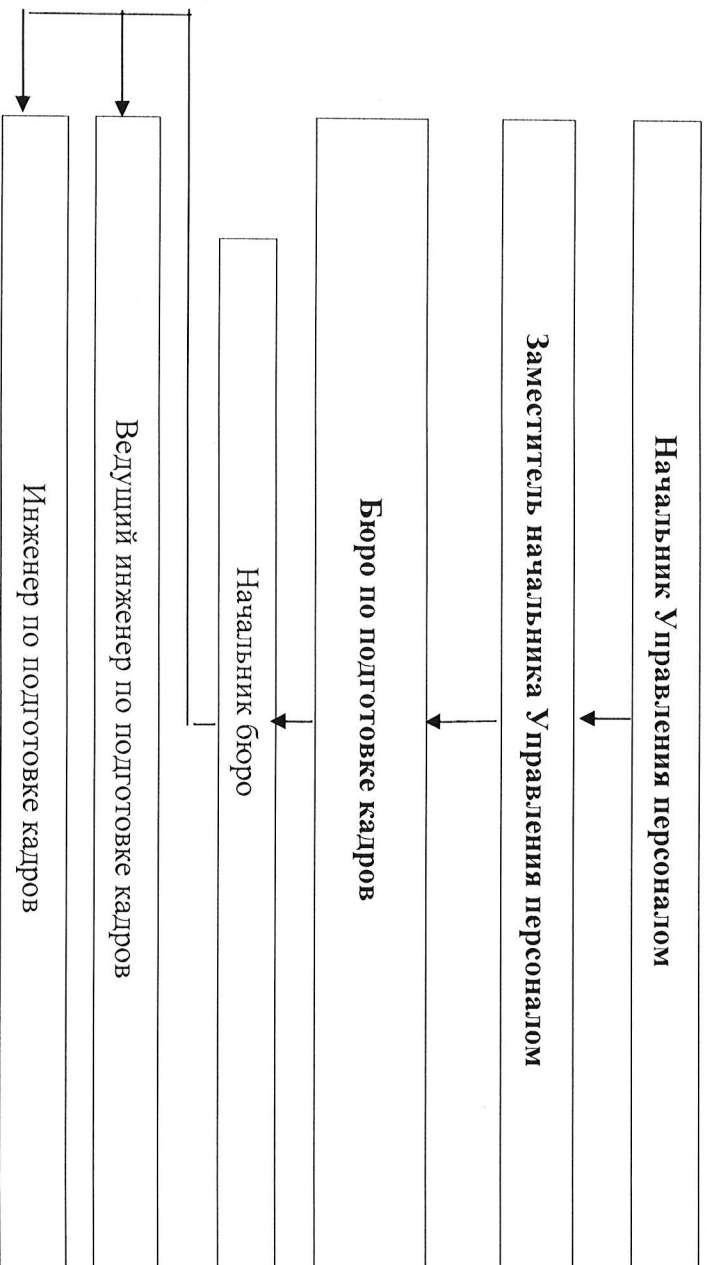 Начальник Управления персоналом
Заместитель начальника Управления персоналом
Бюро по подготовке кадров
Начальник бюро
Ведущий инженер по подготовке кадров
Инженер по подготовке кадров